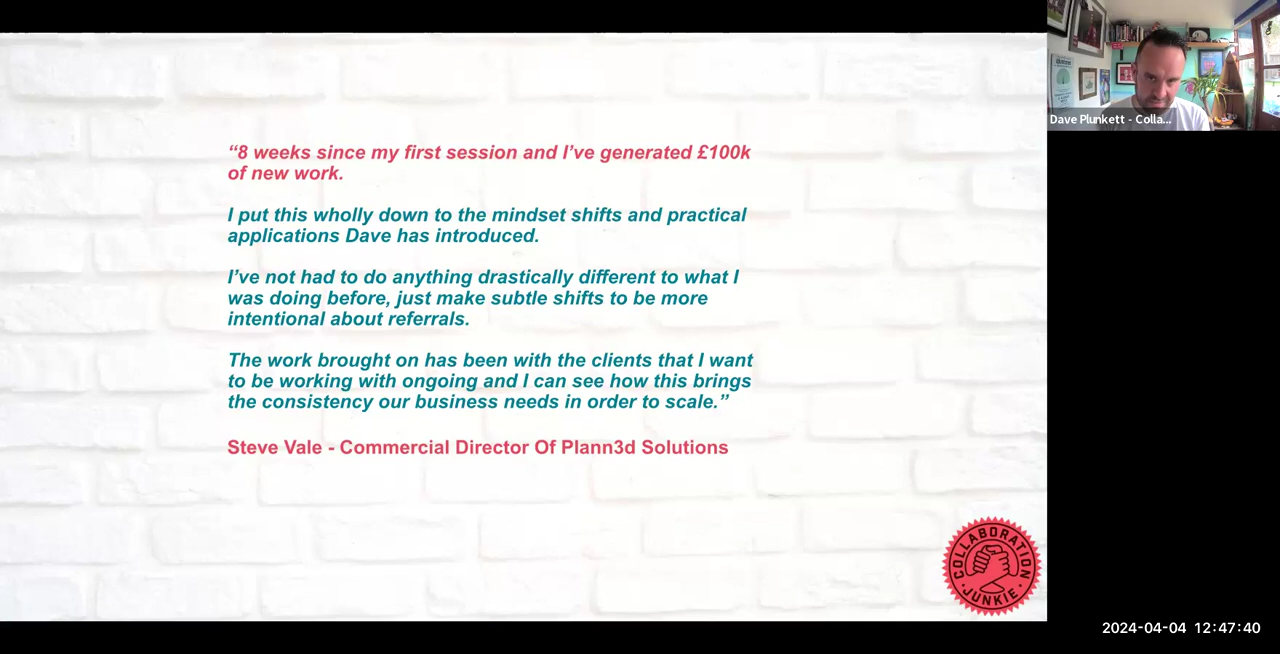 “8 weeks since my first session and I’ve generated £100k
of new work.
I put this wholly down to the mindset shifts and practical
applications Dave has introduced.
I’ve not had to do anything drastically different to what I
was doing before, just make subtle shifts to be more
intentional about referrals.
The work brought on has been with the clients that I want
to be working with ongoing and I can see how this brings
the consistency our business needs in order to scale.”
Steve Vale - Commercial Director Of Plann3d Solutions
COLLABORATION
JUNKIE
Dave Plunkett - Colla...
2024-04-04 12:47:40